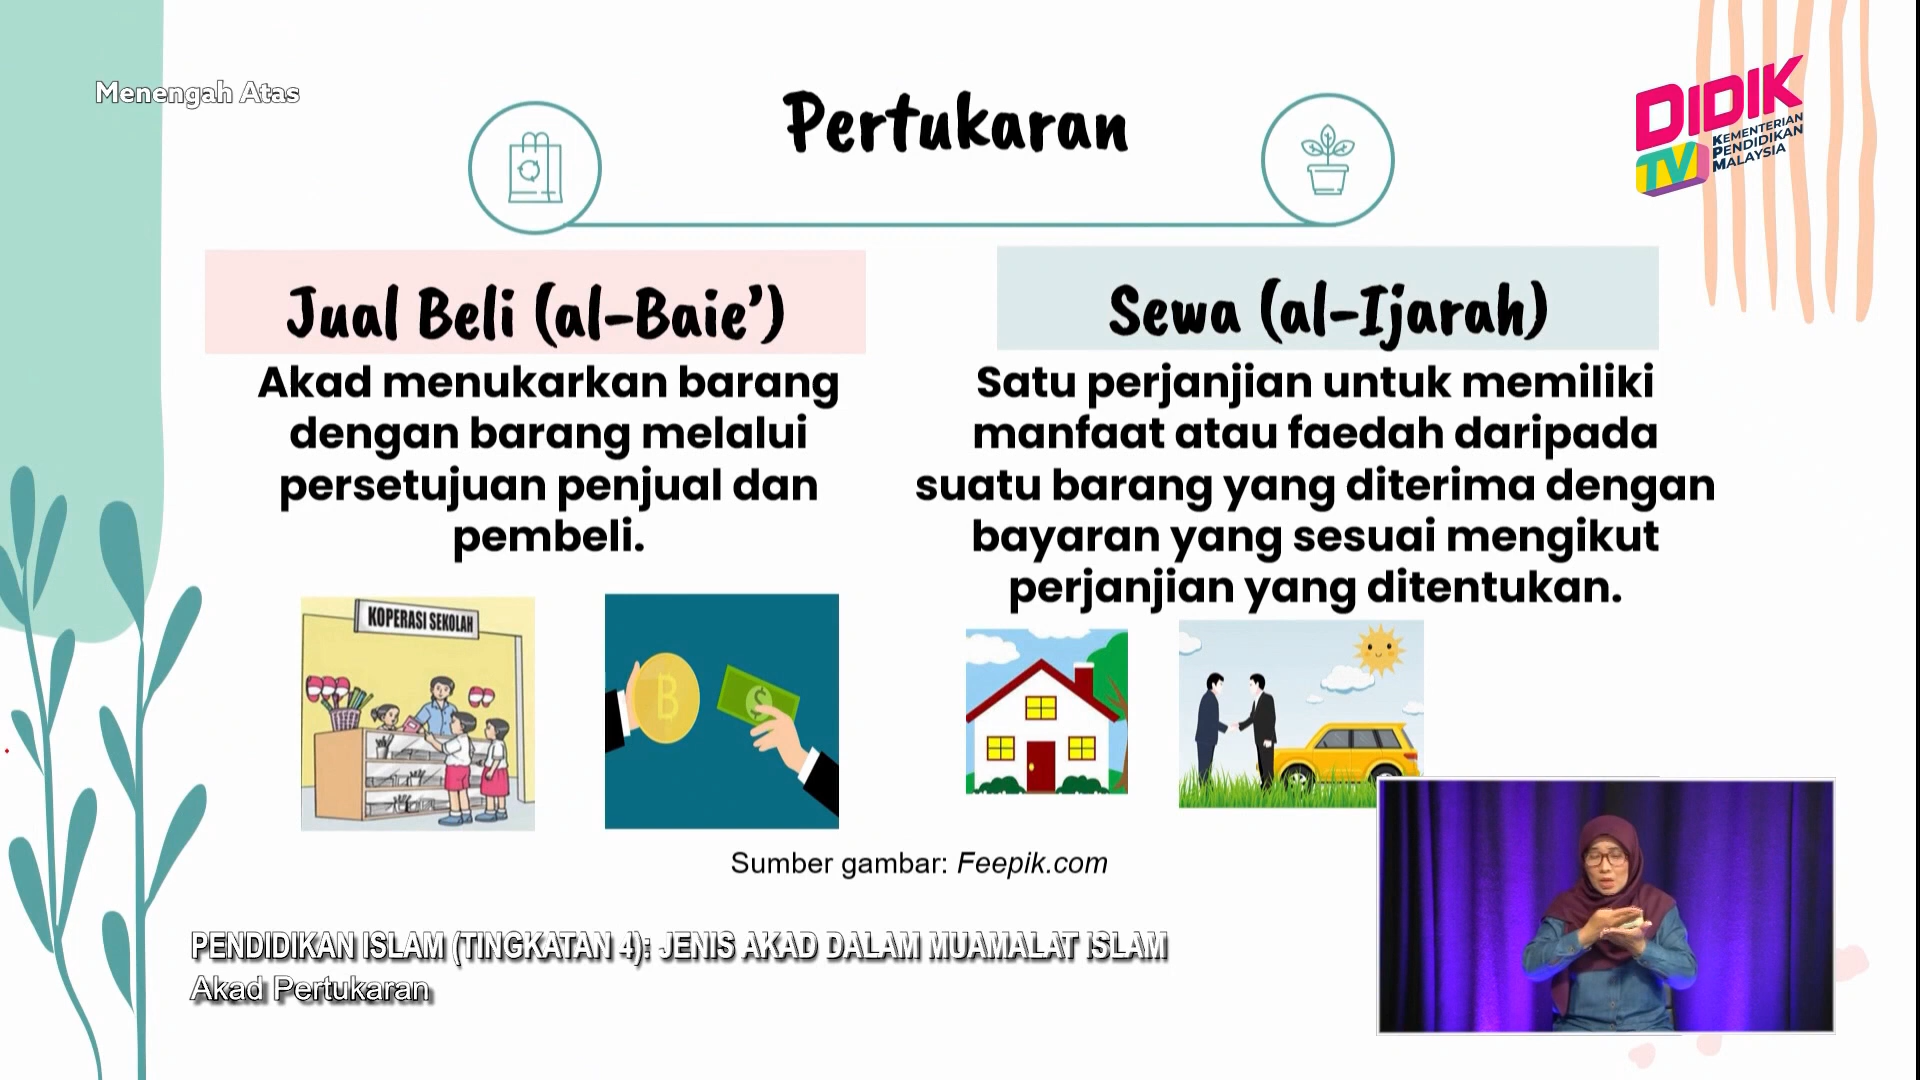 Menengah Atas
Pertukaran
DIDIK
TV
KEMENTERIAN
PENDIDIKAN
MALAYSIA
Jual Beli (al-Baie’)
Akad menukarkan barang
dengan barang melalui
persetujuan penjual dan
pembeli.
Sewa (al-Ijarah)
Satu perjanjian untuk memiliki
manfaat atau faedah daripada
suatu barang yang diterima dengan
bayaran yang sesuai mengikut
perjanjian yang ditentukan.
KOPERASI SEKOLAH
B
$
Sumber gambar: Feepik.com
PENDIDIKAN ISLAM (TINGKATAN 4): JENIS AKAD DALAM MUAMALAT ISLAM
Akad Pertukaran